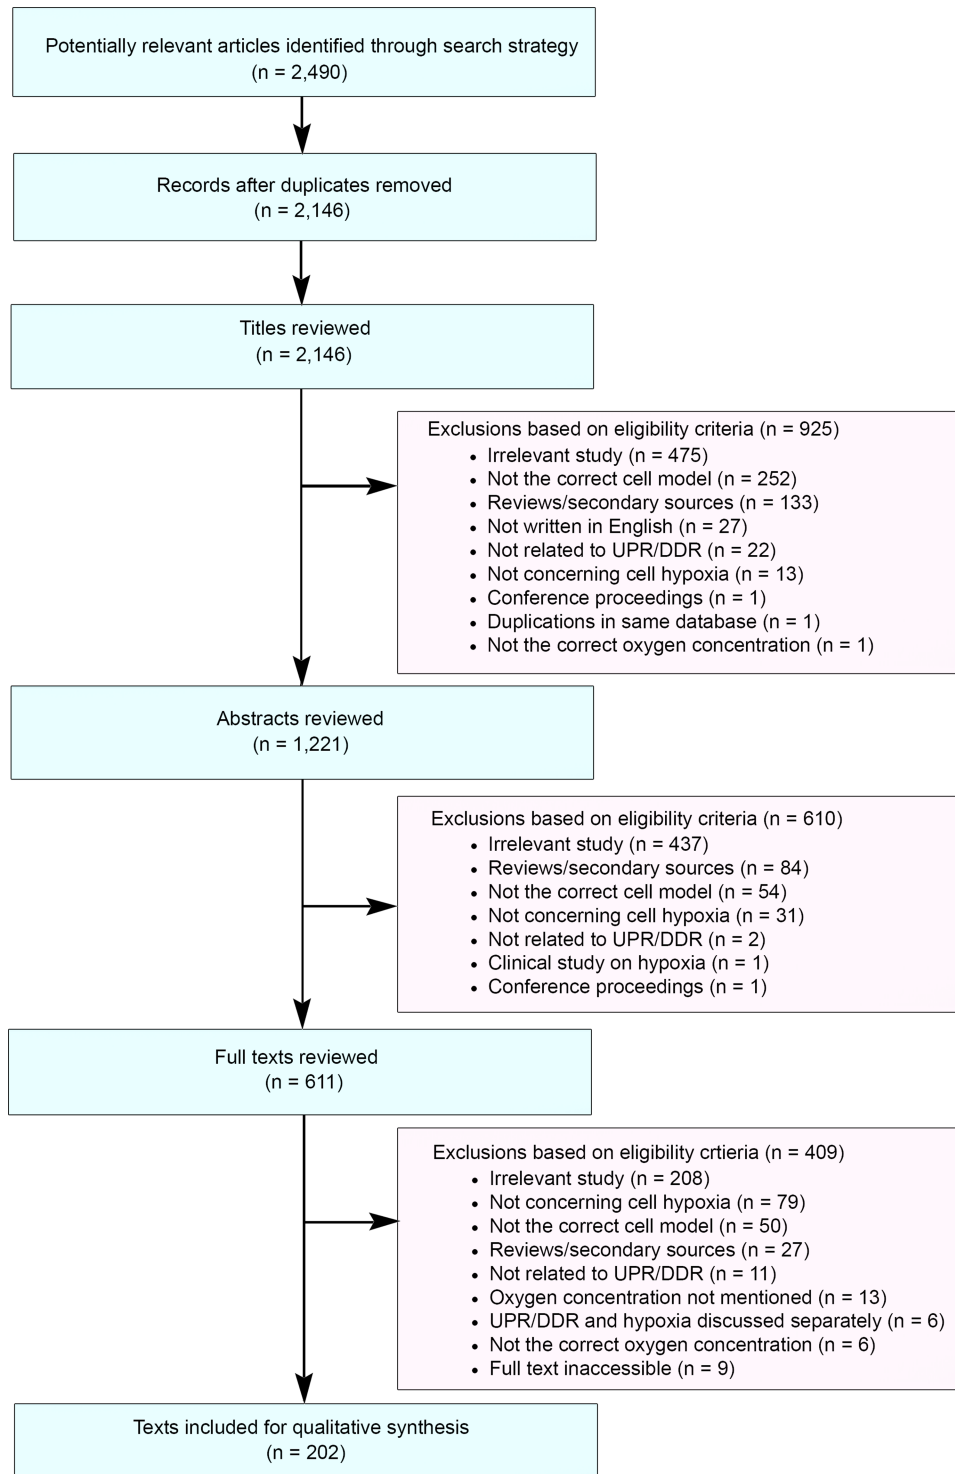 Potentially relevant articles identified through search strategy
(n = 2,490)
Records after duplicates removed
(n = 2,146)
Titles reviewed
(n = 2,146)
Exclusions based on eligibility criteria (n = 925)
• Irrelevant study (n = 475)
• Not the correct cell model (n = 252)
• Reviews/secondary sources (n = 133)
• Not written in English (n = 27)
• Not related to UPR/DDR (n = 22)
• Not concerning cell hypoxia (n = 13)
• Conference proceedings (n = 1)
• Duplications in same database (n = 1)
• Not the correct oxygen concentration (n = 1)
Abstracts reviewed
(n = 1,221)
Exclusions based on eligibility criteria (n = 610)
• Irrelevant study (n = 437)
• Reviews/secondary sources (n = 84)
• Not the correct cell model (n = 54)
• Not concerning cell hypoxia (n = 31)
• Not related to UPR/DDR (n = 2)
• Clinical study on hypoxia (n = 1)
• Conference proceedings (n = 1)
Full texts reviewed
(n = 611)
Exclusions based on eligibility crtieria (n = 409)
• Irrelevant study (n = 208)
• Not concerning cell hypoxia (n = 79)
• Not the correct cell model (n = 50)
• Reviews/secondary sources (n = 27)
• Not related to UPR/DDR (n = 11)
• Oxygen concentration not mentioned (n = 13)
• UPR/DDR and hypoxia discussed separately (n = 6)
• Not the correct oxygen concentration (n = 6)
• Full text inaccessible (n = 9)
Texts included for qualitative synthesis
(n = 202)